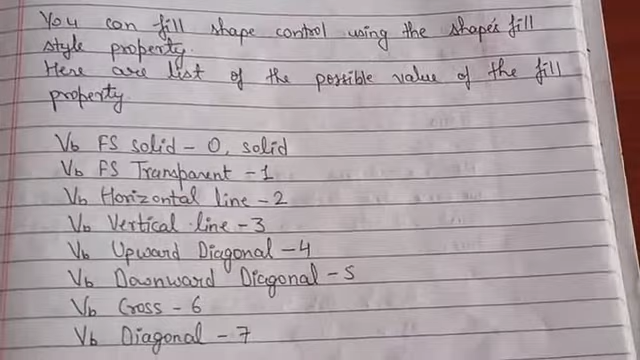 You can fill shape control using the shape's fill
style property.
Here are list of the possible value of the fill
property
Vb FS solid - 0, solid
Vb FS Transparent - 1
Vb Horizontal line - 2
Vb Vertical line - 3
Vb Upward Diagonal - 4
Vb Downward Diagonal - 5
Vb Cross - 6
Vb Diagonal - 7